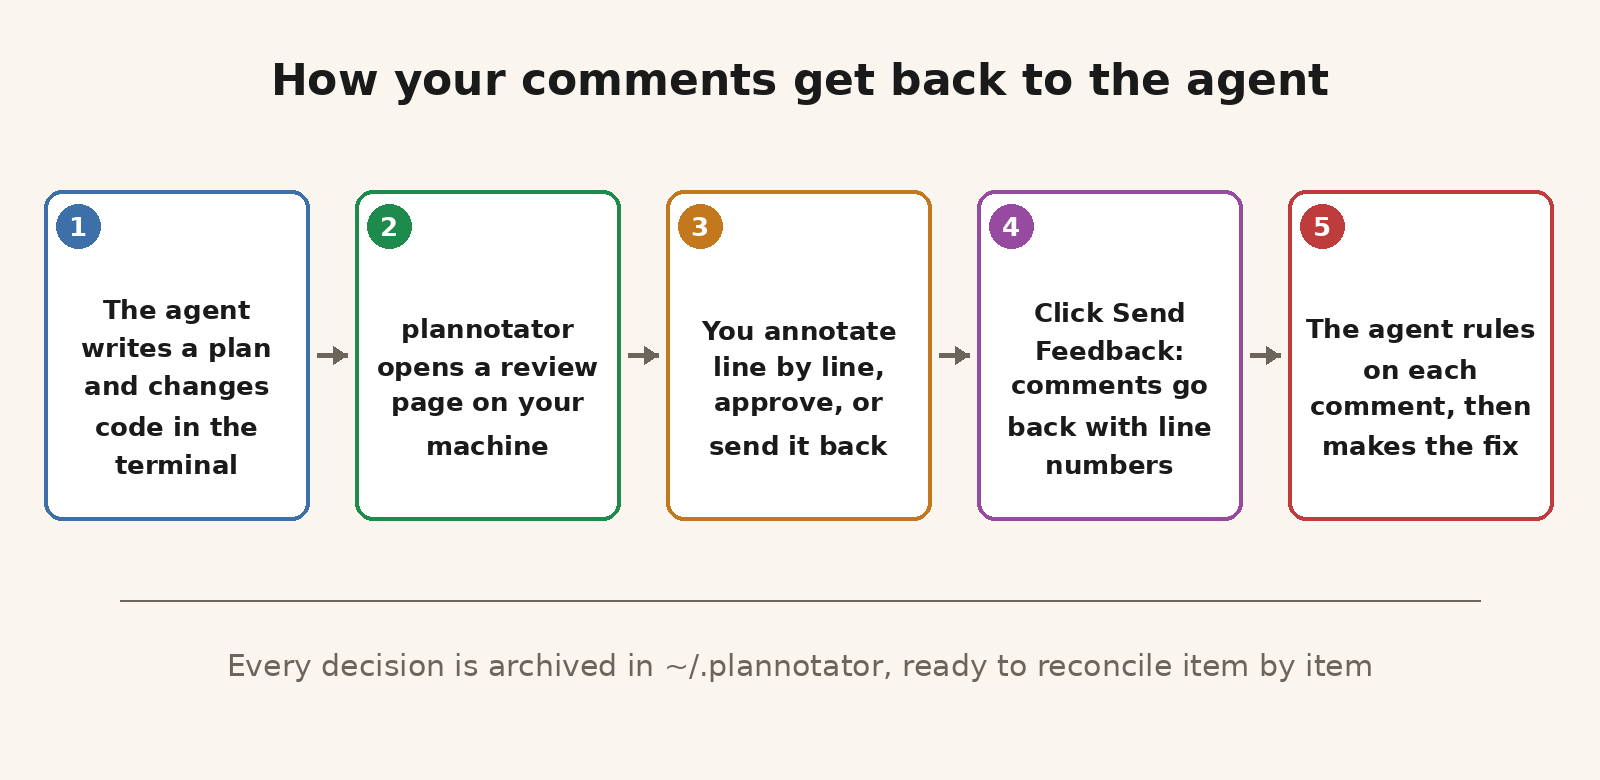 How your comments get back to the agent
1
The agent
writes a plan
and changes
code in the
terminal
2
plannotator
opens a review
page on your
machine
3
You annotate
line by line,
approve, or
send it back
4
Click Send
Feedback:
comments go
back with line
numbers
5
The agent rules
on each
comment, then
makes the fix
Every decision is archived in ~/.plannotator, ready to reconcile item by item